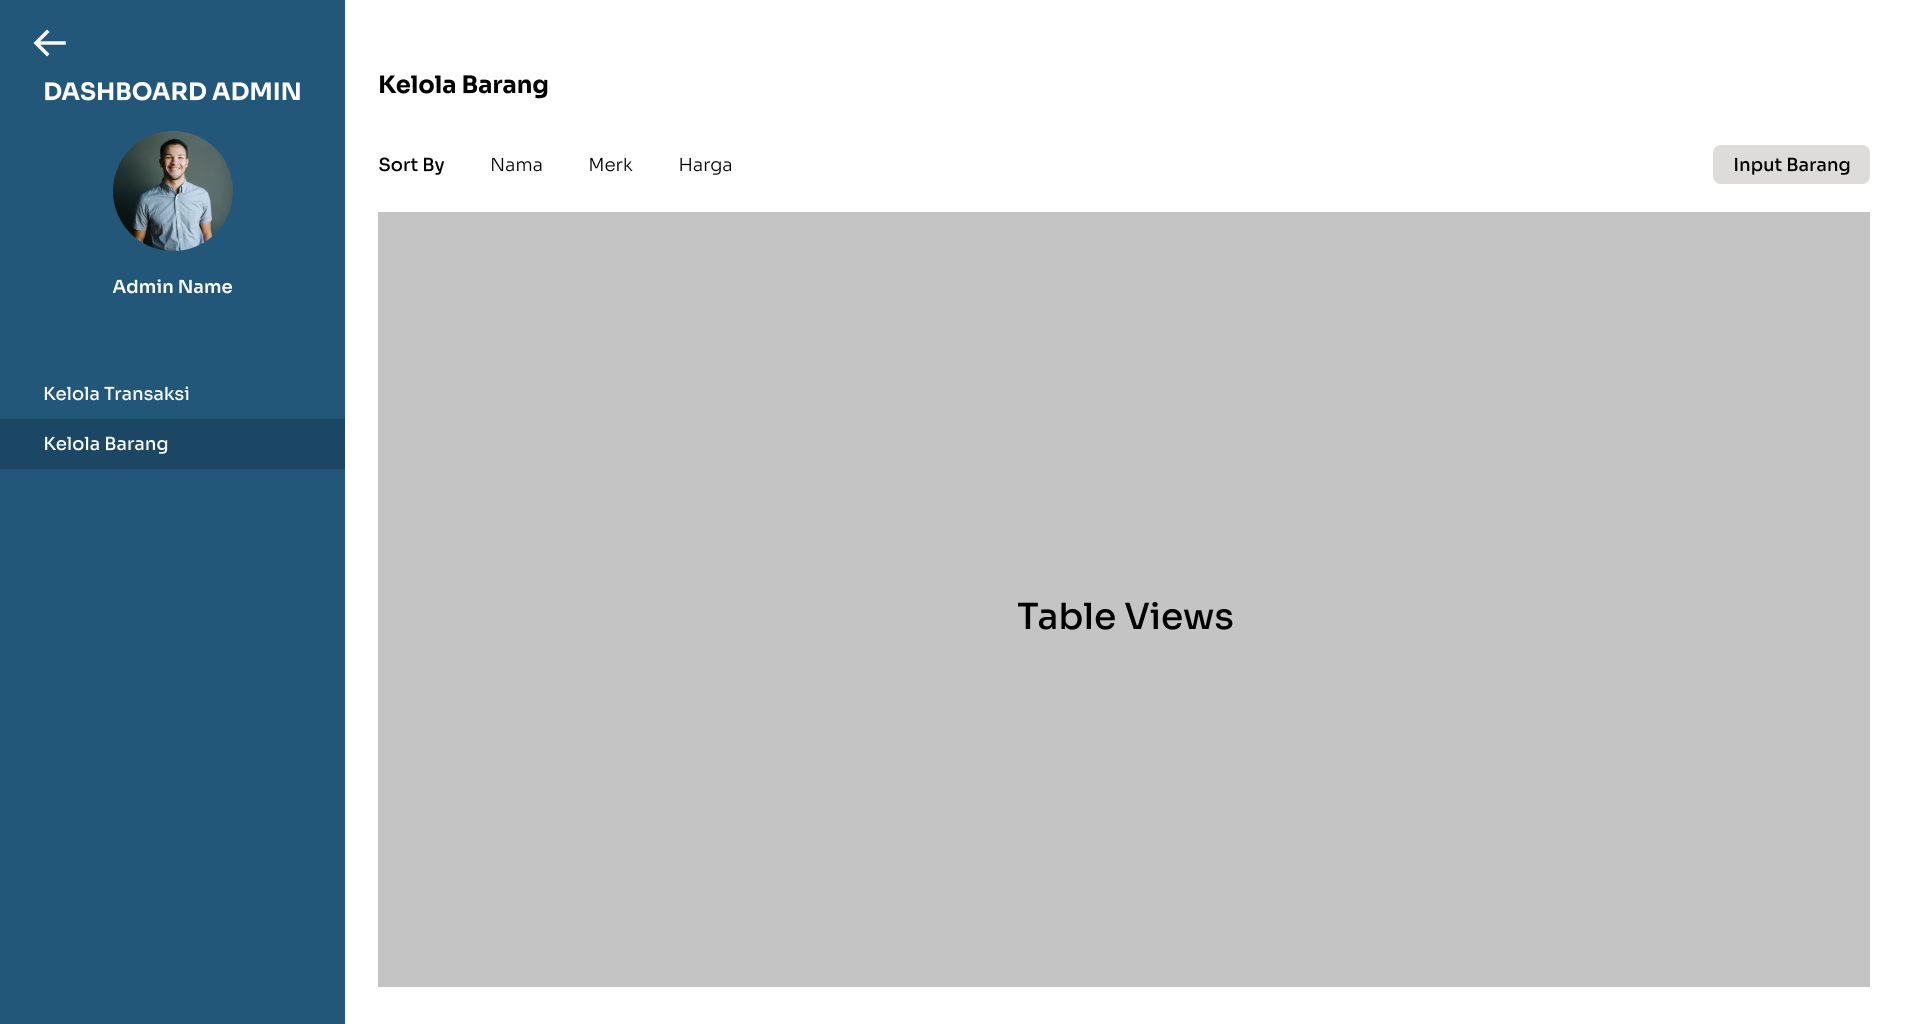 DASHBOARD ADMIN
Admin Name
Kelola Transaksi
Kelola Barang
Kelola Barang
Sort By Nama Merk Harga Input Barang
Table Views